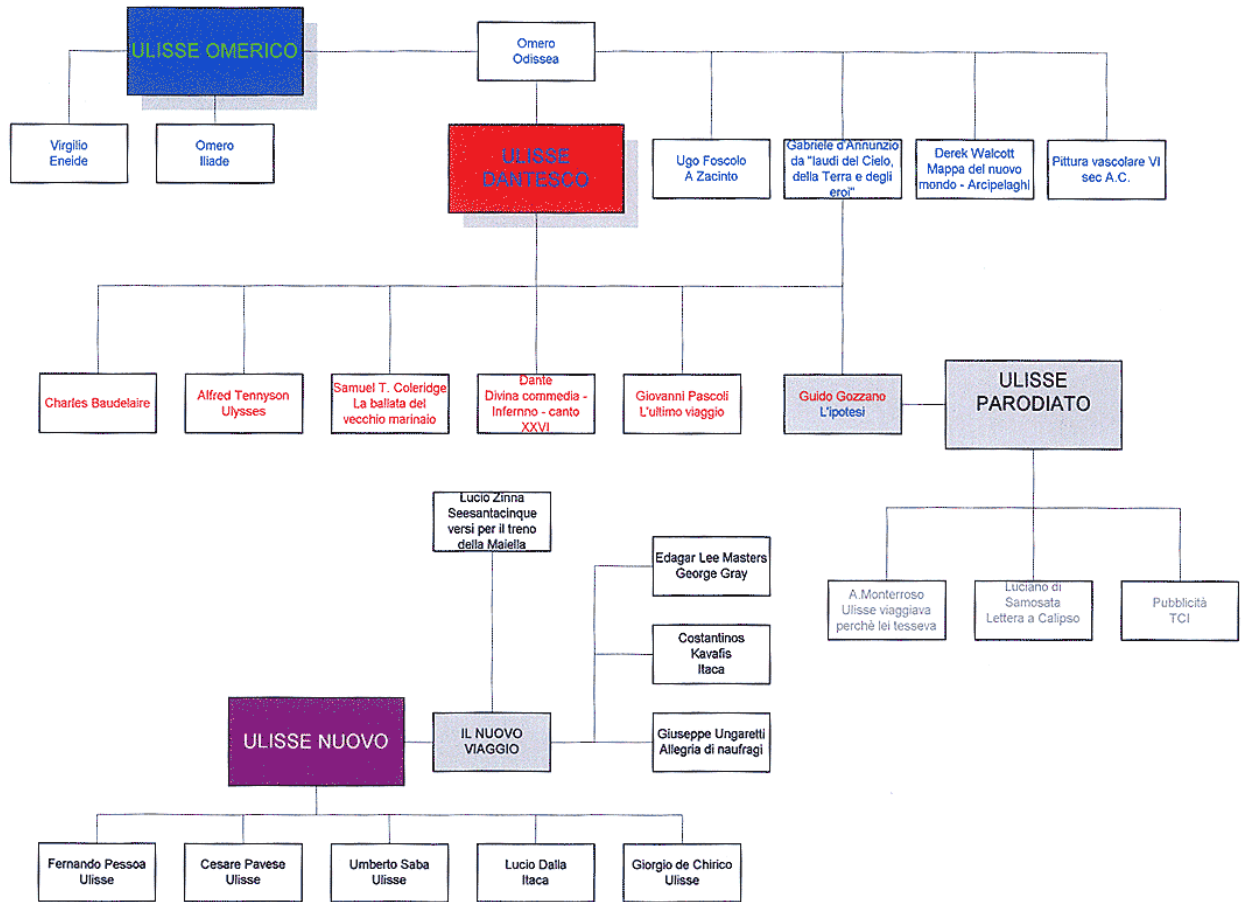 ULISSE OMERICO
Omero
Odissea
Virgilio
Eneide
Omero
Iliade
ULISSE
DANTESCO
Ugo Foscolo
A Zacinto
Gabriele d'Annunzio
da "laudi del Cielo,
della Terra e degli
eroi"
Derek Walcott
Mappa del nuovo
mondo - Arcipelaghi
Pittura vascolare VI
sec A.C.
Charles Baudelaire
Alfred Tennyson
Ulysses
Samuel T. Coleridge
La ballata del
vecchio marinaio
Dante
Divina commedia -
Infernno - canto
XXVI
Giovanni Pascoli
L'ultimo viaggio
Guido Gozzano
L'ipotesi
ULISSE
PARODIATO
Lucio Zinna
Seesantacinque
versi per il treno
della Maiella
Edagar Lee Masters
George Gray
A.Monterroso
Ulisse viaggiava
perchè lei tesseva
Luciano di
Samosata
Lettera a Calipso
Pubblicità
TCI
Costantinos
Kavafis
Itaca
ULISSE NUOVO
IL NUOVO
VIAGGIO
Giuseppe Ungaretti
Allegria di naufragi
Fernando Pessoa
Ulisse
Cesare Pavese
Ulisse
Umberto Saba
Ulisse
Lucio Dalla
Itaca
Giorgio de Chirico
Ulisse